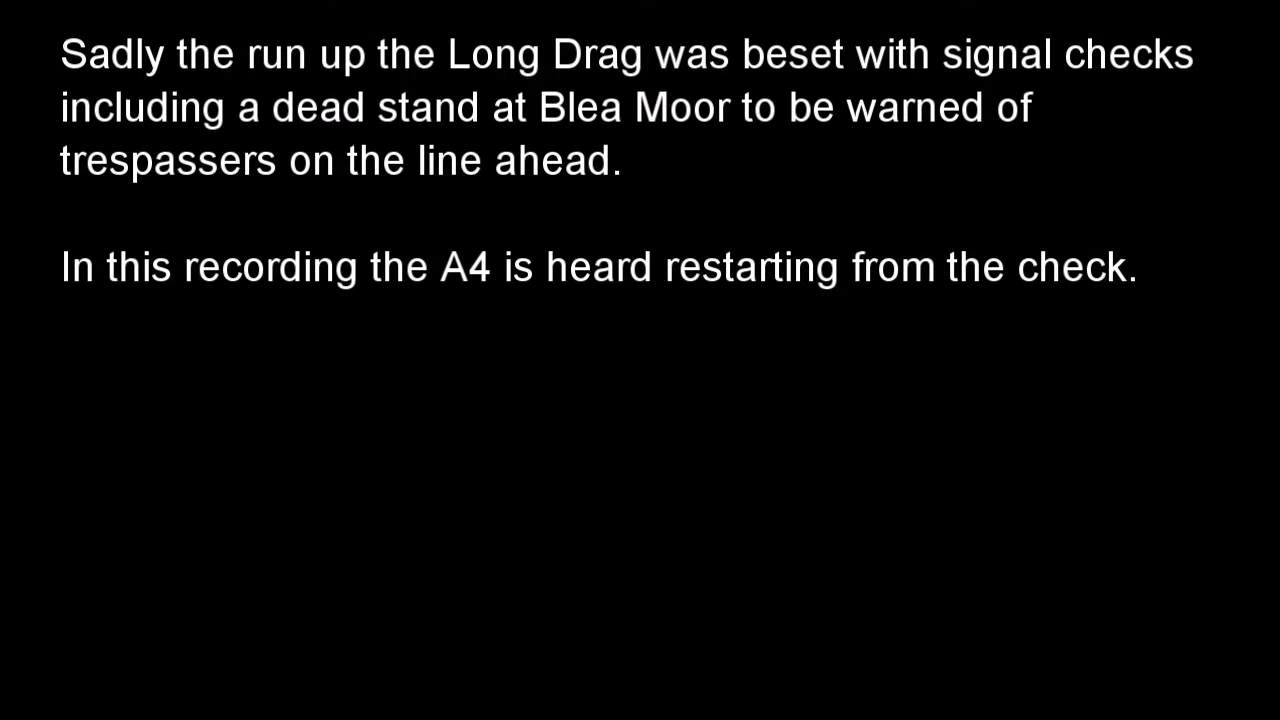 Sadly the run up the Long Drag was beset with signal checks
including a dead stand at Blea Moor to be warned of
trespassers on the line ahead.
In this recording the A4 is heard restarting from the check.